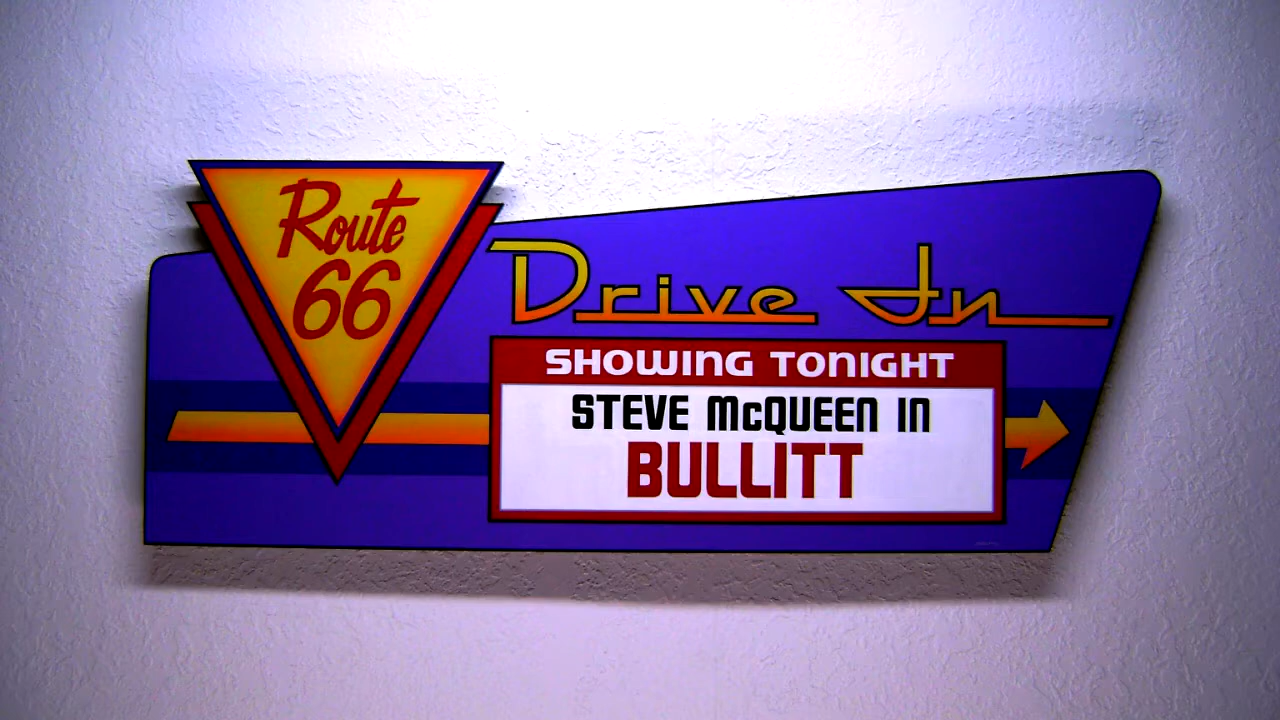 Route
66
Drive In
SHOWING TONIGHT
STEVE McQUEEN IN
BULLITT